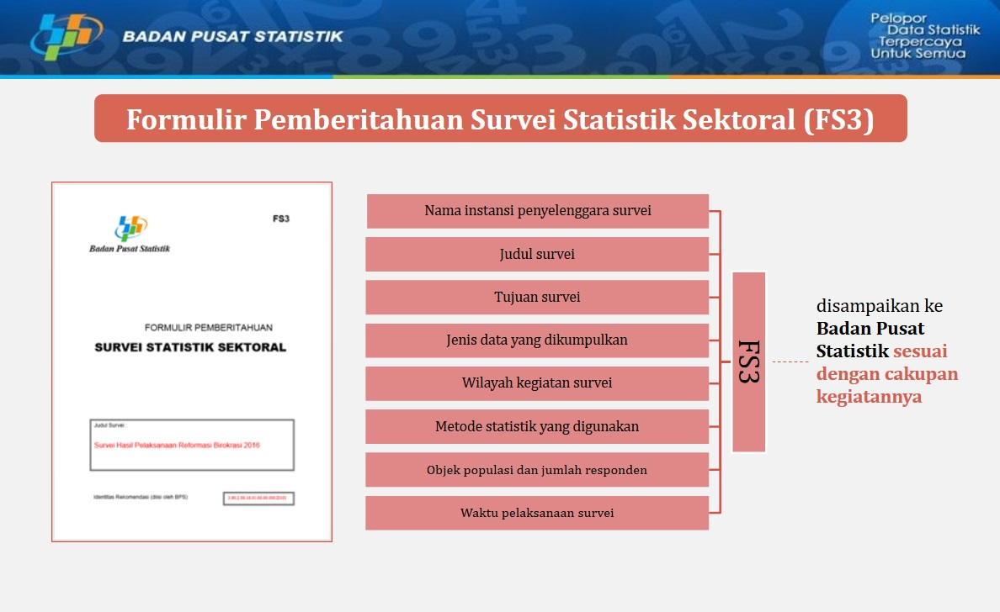 BADAN PUSAT STATISTIK
Pelopor
Data Statistik
Terpercaya
Untuk Semua
Formulir Pemberitahuan Survei Statistik Sektoral (FS3)
FS3
Badan Pusat Statistik
FORMULIR PEMBERITAHUAN
SURVEI STATISTIK SEKTORAL
Judul Survei :
Survei Hasil Pelaksanaan Reformasi Birokrasi 2016
Identitas Rekomendasi (diisi oleh BPS)
Nama instansi penyelenggara survei
Judul survei
Tujuan survei
Jenis data yang dikumpulkan
Wilayah kegiatan survei
Metode statistik yang digunakan
Objek populasi dan jumlah responden
Waktu pelaksanaan survei
FS3
disampaikan ke
Badan Pusat
Statistik sesuai
dengan cakupan
kegiatannya